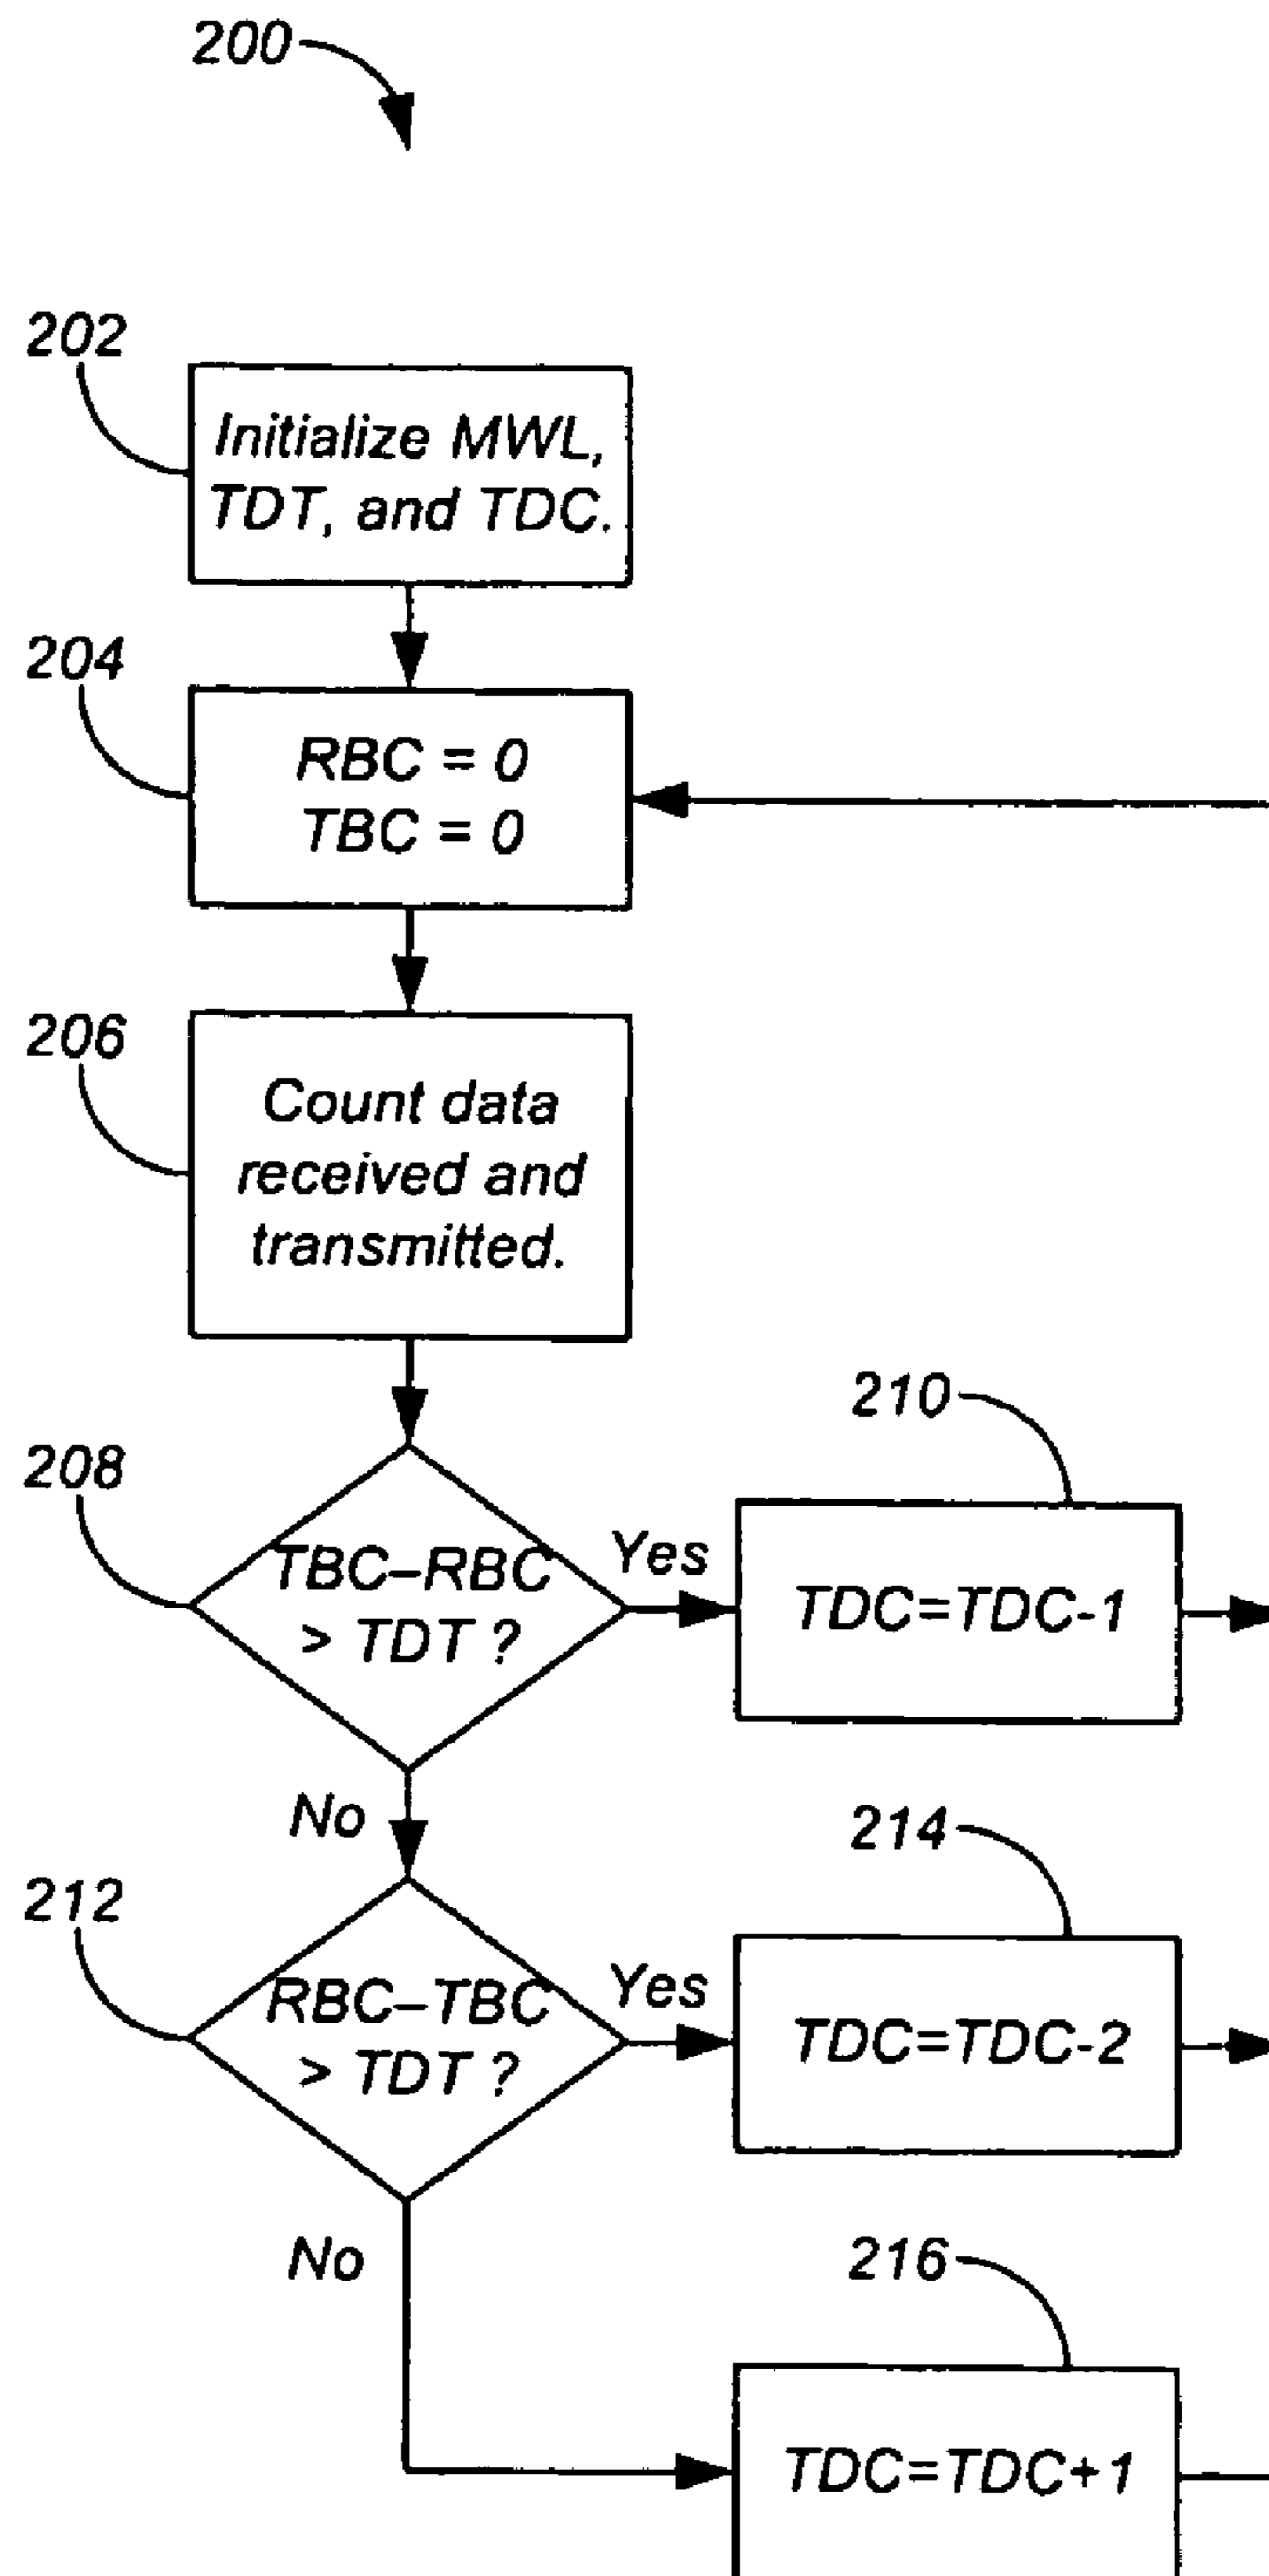 200
202
Initialize MWL,
TDT, and TDC.
204
RBC = 0
TBC = 0
206
Count data
received and
transmitted.
208
TBC–RBC
> TDT ?
Yes
210
TDC=TDC-1
No
212
RBC–TBC
> TDT ?
Yes
214
TDC=TDC-2
No
216
TDC=TDC+1